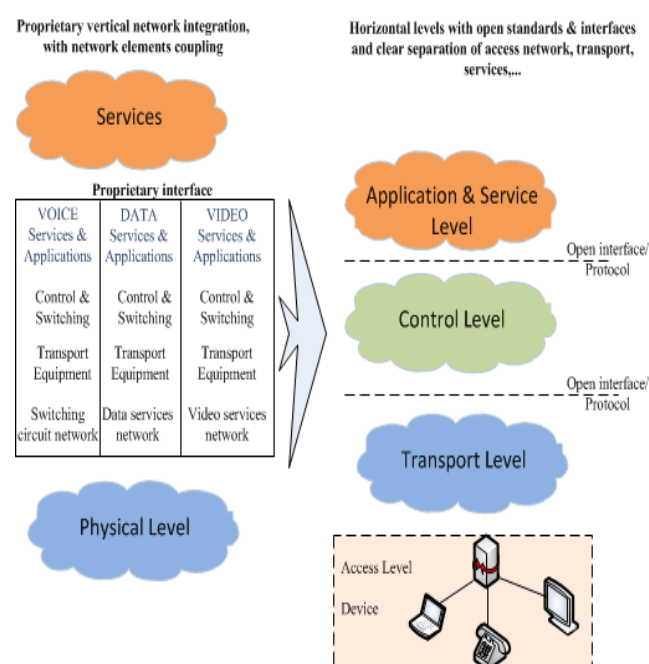 Proprietary vertical network integration,
with network elements coupling
Services
Proprietary interface
VOICE
Services &
Applications
Control &
Switching
Transport
Equipment
Switching
circuit network
DATA
Services &
Applications
Control &
Switching
Transport
Equipment
Data services
network
VIDEO
Services &
Applications
Control &
Switching
Transport
Equipment
Video services
network
Physical Level
Horizontal levels with open standards & interfaces
and clear separation of access network, transport,
services,...
Application & Service
Level
Open interface/
Protocol
Control Level
Open interface/
Protocol
Transport Level
Access Level
Device